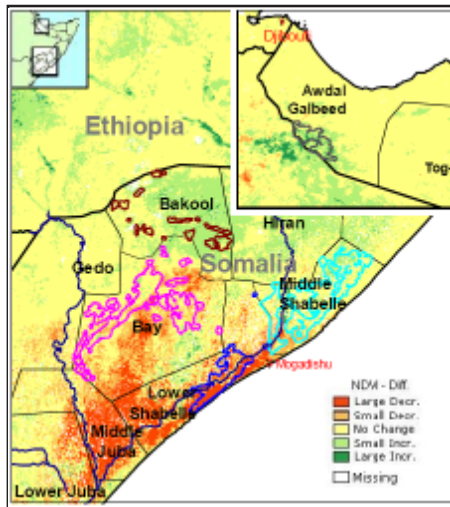 Djibouti
Awdal
Galbeed
Tog-
Ethiopia
Bakool
Hiran
Gedo
Somalia
Middle
Shabelle
Bay
Mogadishu
Lower
Shabelle
Middle
Juba
Lower Juba
NDVI - Diff.
Large Decr.
Small Decr.
No Change
Small Incr.
Large Incr.
Missing